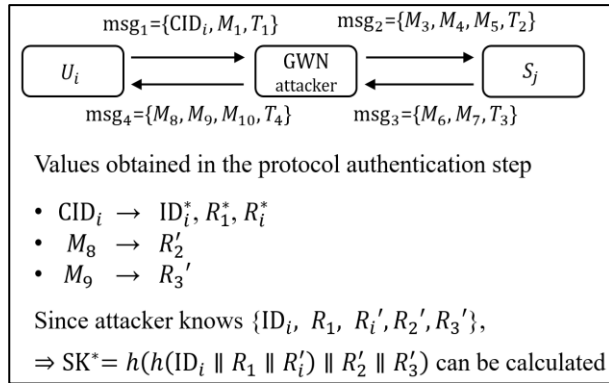 msg₁={CIDᵢ, M₁, T₁} msg₂={M₃, M₄, M₅, T₂}
Uᵢ GWN attacker Sⱼ
msg₄={M₈, M₉, M₁₀, T₄} msg₃={M₆, M₇, T₃}
Values obtained in the protocol authentication step
• CIDᵢ → IDᵢ*, R₁*, Rᵢ*
• M₈ → R₂′
• M₉ → R₃′
Since attacker knows {IDᵢ, R₁, Rᵢ′, R₂′, R₃′},
⇒ SK* = h(h(IDᵢ ∥ R₁ ∥ Rᵢ′) ∥ R₂′ ∥ R₃′) can be calculated